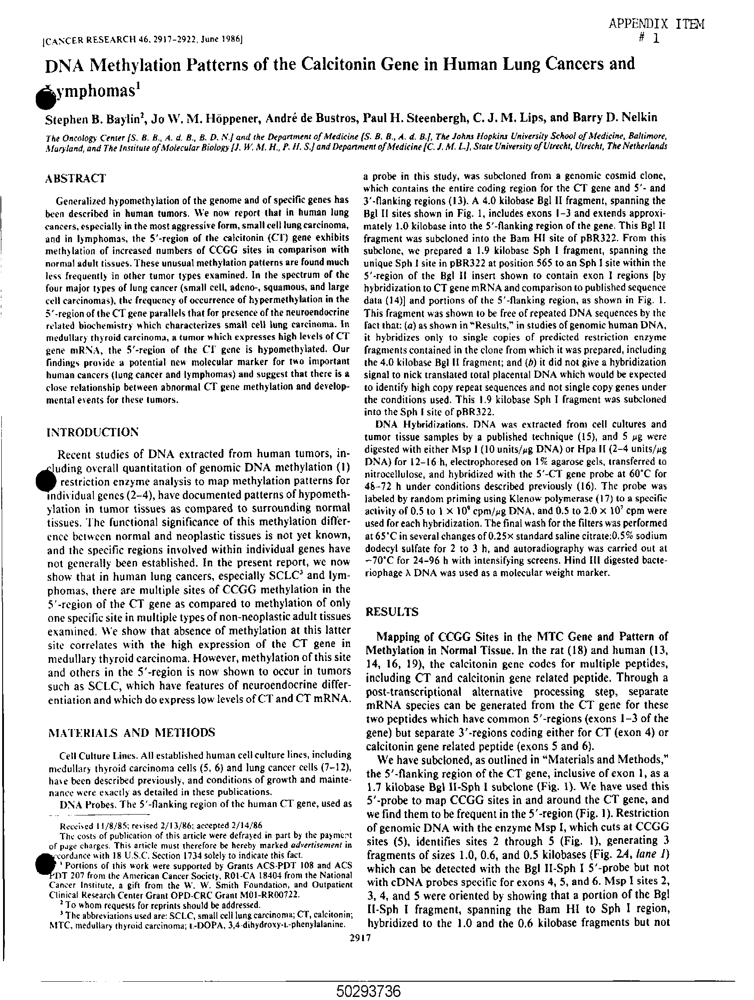 APPENDIX ITEM
# 1
[CANCER RESEARCH 46, 2917-2922, June 1986]
DNA Methylation Patterns of the Calcitonin Gene in Human Lung Cancers and
Lymphomas¹
Stephen B. Baylin², Jo W. M. Höppener, André de Bustros, Paul H. Steenbergh, C. J. M. Lips, and Barry D. Nelkin
The Oncology Center [S. B. B., A. d. B., B. D. N.] and the Department of Medicine [S. B. B., A. d. B.], The Johns Hopkins University School of Medicine, Baltimore,
Maryland, and The Institute of Molecular Biology [J. W. M. H., P. H. S.] and Department of Medicine [C. J. M. L.], State University of Utrecht, Utrecht, The Netherlands
ABSTRACT
Generalized hypomethylation of the genome and of specific genes has
been described in human tumors. We now report that in human lung
cancers, especially in the most aggressive form, small cell lung carcinoma,
and in lymphomas, the 5′-region of the calcitonin (CT) gene exhibits
methylation of increased numbers of CCGG sites in comparison with
normal adult tissues. These unusual methylation patterns are found much
less frequently in other tumor types examined. In the spectrum of the
four major types of lung cancer (small cell, adeno-, squamous, and large
cell carcinomas), the frequency of occurrence of hypermethylation in the
5′-region of the CT gene parallels that for presence of the neuroendocrine
related biochemistry which characterizes small cell lung carcinoma. In
medullary thyroid carcinoma, a tumor which expresses high levels of CT
gene mRNA, the 5′-region of the CT gene is hypomethylated. Our
findings provide a potential new molecular marker for two important
human cancers (lung cancer and lymphomas) and suggest that there is a
close relationship between abnormal CT gene methylation and develop-
mental events for these tumors.
INTRODUCTION
Recent studies of DNA extracted from human tumors, in-
cluding overall quantitation of genomic DNA methylation (1)
restriction enzyme analysis to map methylation patterns for
individual genes (2–4), have documented patterns of hypometh-
ylation in tumor tissues as compared to surrounding normal
tissues. The functional significance of this methylation differ-
ence between normal and neoplastic tissues is not yet known,
and the specific regions involved within individual genes have
not generally been established. In the present report, we now
show that in human lung cancers, especially SCLC³ and lym-
phomas, there are multiple sites of CCGG methylation in the
5′-region of the CT gene as compared to methylation of only
one specific site in multiple types of non-neoplastic adult tissues
examined. We show that absence of methylation at this latter
site correlates with the high expression of the CT gene in
medullary thyroid carcinoma. However, methylation of this site
and others in the 5′-region is now shown to occur in tumors
such as SCLC, which have features of neuroendocrine differ-
entiation and which do express low levels of CT and CT mRNA.
MATERIALS AND METHODS
Cell Culture Lines. All established human cell culture lines, including
medullary thyroid carcinoma cells (5, 6) and lung cancer cells (7–12),
have been described previously, and conditions of growth and mainte-
nance were exactly as detailed in these publications.
DNA Probes. The 5′-flanking region of the human CT gene, used as
Received 11/8/85; revised 2/13/86; accepted 2/14/86
The costs of publication of this article were defrayed in part by the payment
of page charges. This article must therefore be hereby marked advertisement in
accordance with 18 U.S.C. Section 1734 solely to indicate this fact.
¹ Portions of this work were supported by Grants ACS-PDT 108 and ACS
PDT 207 from the American Cancer Society, R01-CA 18404 from the National
Cancer Institute, a gift from the W. W. Smith Foundation, and Outpatient
Clinical Research Center Grant OPD-CRC Grant M01-RR00722.
² To whom requests for reprints should be addressed.
³ The abbreviations used are: SCLC, small cell lung carcinoma; CT, calcitonin;
MTC, medullary thyroid carcinoma; L-DOPA, 3,4-dihydroxy-L-phenylalanine.
a probe in this study, was subcloned from a genomic cosmid clone,
which contains the entire coding region for the CT gene and 5′- and
3′-flanking regions (13). A 4.0 kilobase Bgl II fragment, spanning the
Bgl II sites shown in Fig. 1, includes exons 1–3 and extends approxi-
mately 1.0 kilobase into the 5′-flanking region of the gene. This Bgl II
fragment was subcloned into the Bam HI site of pBR322. From this
subclone, we prepared a 1.9 kilobase Sph I fragment, spanning the
unique Sph I site in pBR322 at position 565 to an Sph I site within the
5′-region of the Bgl II insert shown to contain exon I regions [by
hybridization to CT gene mRNA and comparison to published sequence
data (14)] and portions of the 5′-flanking region, as shown in Fig. 1.
This fragment was shown to be free of repeated DNA sequences by the
fact that: (a) as shown in "Results," in studies of genomic human DNA,
it hybridizes only to single copies of predicted restriction enzyme
fragments contained in the clone from which it was prepared, including
the 4.0 kilobase Bgl II fragment; and (b) it did not give a hybridization
signal to nick translated total placental DNA which would be expected
to identify high copy repeat sequences and not single copy genes under
the conditions used. This 1.9 kilobase Sph I fragment was subcloned
into the Sph I site of pBR322.
DNA Hybridizations. DNA was extracted from cell cultures and
tumor tissue samples by a published technique (15), and 5 μg were
digested with either Msp I (10 units/μg DNA) or Hpa II (2–4 units/μg
DNA) for 12–16 h, electrophoresed on 1% agarose gels, transferred to
nitrocellulose, and hybridized with the 5′-CT gene probe at 60°C for
48–72 h under conditions described previously (16). The probe was
labeled by random priming using Klenow polymerase (17) to a specific
activity of 0.5 to 1 × 10⁹ cpm/μg DNA, and 0.5 to 2.0 × 10⁷ cpm were
used for each hybridization. The final wash for the filters was performed
at 65°C in several changes of 0.25× standard saline citrate:0.5% sodium
dodecyl sulfate for 2 to 3 h, and autoradiography was carried out at
−70°C for 24–96 h with intensifying screens. Hind III digested bacte-
riophage λ DNA was used as a molecular weight marker.
RESULTS
Mapping of CCGG Sites in the MTC Gene and Pattern of
Methylation in Normal Tissue. In the rat (18) and human (13,
14, 16, 19), the calcitonin gene codes for multiple peptides,
including CT and calcitonin gene related peptide. Through a
post-transcriptional alternative processing step, separate
mRNA species can be generated from the CT gene for these
two peptides which have common 5′-regions (exons 1–3 of the
gene) but separate 3′-regions coding either for CT (exon 4) or
calcitonin gene related peptide (exons 5 and 6).
We have subcloned, as outlined in "Materials and Methods,"
the 5′-flanking region of the CT gene, inclusive of exon 1, as a
1.7 kilobase Bgl II-Sph I subclone (Fig. 1). We have used this
5′-probe to map CCGG sites in and around the CT gene, and
we find them to be frequent in the 5′-region (Fig. 1). Restriction
of genomic DNA with the enzyme Msp I, which cuts at CCGG
sites (5), identifies sites 2 through 5 (Fig. 1), generating 3
fragments of sizes 1.0, 0.6, and 0.5 kilobases (Fig. 2A, lane 1)
which can be detected with the Bgl II-Sph I 5′-probe but not
with cDNA probes specific for exons 4, 5, and 6. Msp I sites 2,
3, 4, and 5 were oriented by showing that a portion of the Bgl
II-Sph I fragment, spanning the Bam HI to Sph I region,
hybridized to the 1.0 and the 0.6 kilobase fragments but not
2917
50293736